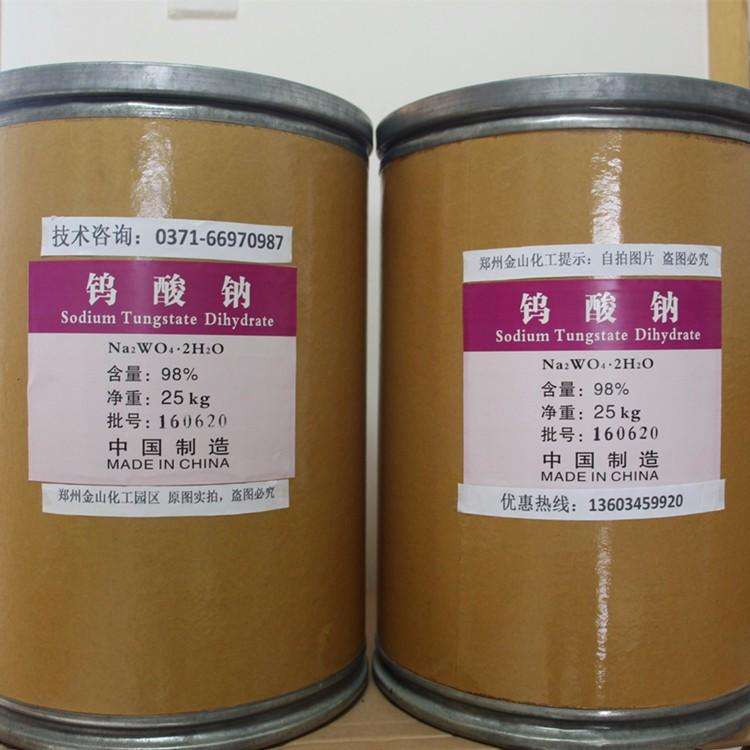 技术咨询：0371-66970987
钨酸钠
Sodium Tungstate Dihydrate
Na₂WO₄·2H₂O
含量：98%
净重：25kg
批号：160620
中国制造
MADE IN CHINA
郑州金山化工园区 原图实拍，盗图必究
郑州金山化工提示：自拍图片 盗图必究
钨酸钠
Sodium Tungstate Dihydrate
Na₂WO₄·2H₂O
含量：98%
净重：25kg
批号：160620
中国制造
MADE IN CHINA
优惠热线：13603459920